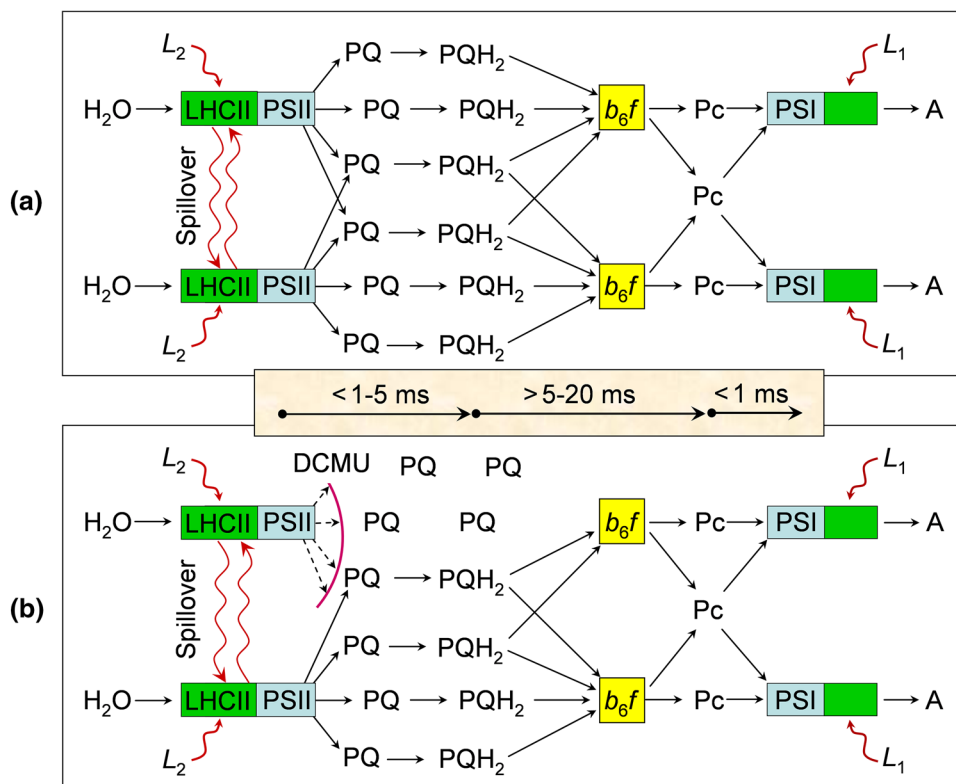 (a)
L2 PQ PQH2 L1
H2O LHCII PSII PQ PQH2 b6f Pc PSI A
Spillover
PQ PQH2
Pc
PQ PQH2
H2O LHCII PSII PQ PQH2 b6f Pc PSI A
L2 PQ PQH2 L1
< 1-5 ms > 5-20 ms < 1 ms
(b)
L2 DCMU PQ PQ L1
H2O LHCII PSII PQ PQ b6f Pc PSI A
Spillover
PQ PQH2
Pc
PQ PQH2
H2O LHCII PSII PQ PQH2 b6f Pc PSI A
L2 PQ PQH2 L1